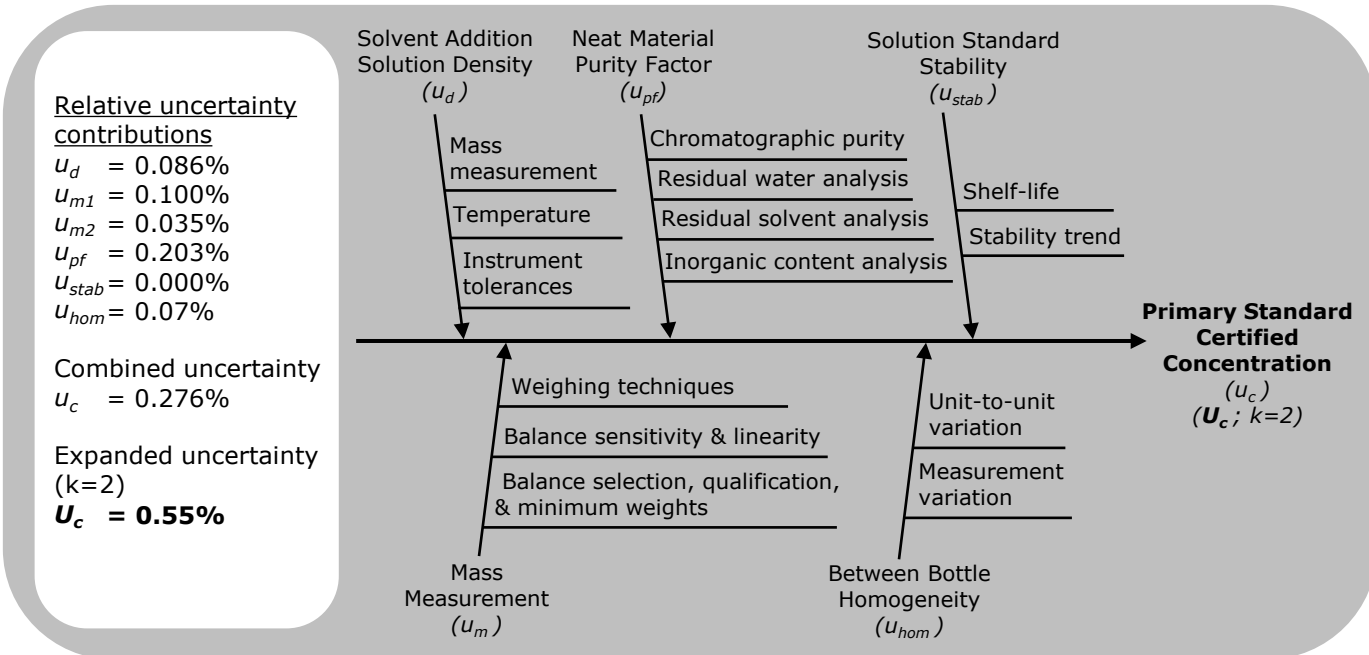 Relative uncertainty
contributions
u_d = 0.086%
u_m1 = 0.100%
u_m2 = 0.035%
u_pf = 0.203%
u_stab = 0.000%
u_hom = 0.07%
Combined uncertainty
u_c = 0.276%
Expanded uncertainty
(k=2)
U_c = 0.55%
Solvent Addition
Solution Density
(u_d)
Mass
measurement
Temperature
Instrument
tolerances
Neat Material
Purity Factor
(u_pf)
Chromatographic purity
Residual water analysis
Residual solvent analysis
Inorganic content analysis
Solution Standard
Stability
(u_stab)
Shelf-life
Stability trend
Primary Standard
Certified
Concentration
(u_c)
(U_c; k=2)
Weighing techniques
Balance sensitivity & linearity
Balance selection, qualification,
& minimum weights
Mass
Measurement
(u_m)
Unit-to-unit
variation
Measurement
variation
Between Bottle
Homogeneity
(u_hom)